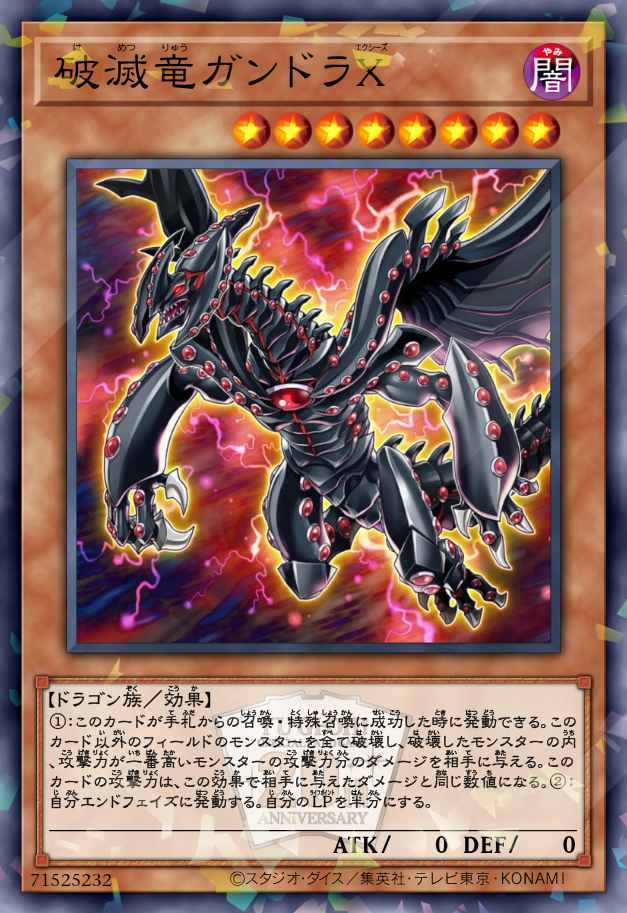 破滅竜ガンドラX
闇
【ドラゴン族／効果】
①：このカードが手札からの召喚・特殊召喚に成功した時に発動できる。この
カード以外のフィールドのモンスターを全て破壊し、破壊したモンスターの内
、攻撃力が一番高いモンスターの攻撃力分のダメージを相手に与える。この
カードの攻撃力は、この効果で相手に与えたダメージと同じ数値になる。②：
自分エンドフェイズに発動する。自分のLPを半分にする。
ANNIVERSARY
ATK/ 0 DEF/ 0
71525232 ©スタジオ・ダイス／集英社・テレビ東京・KONAMI